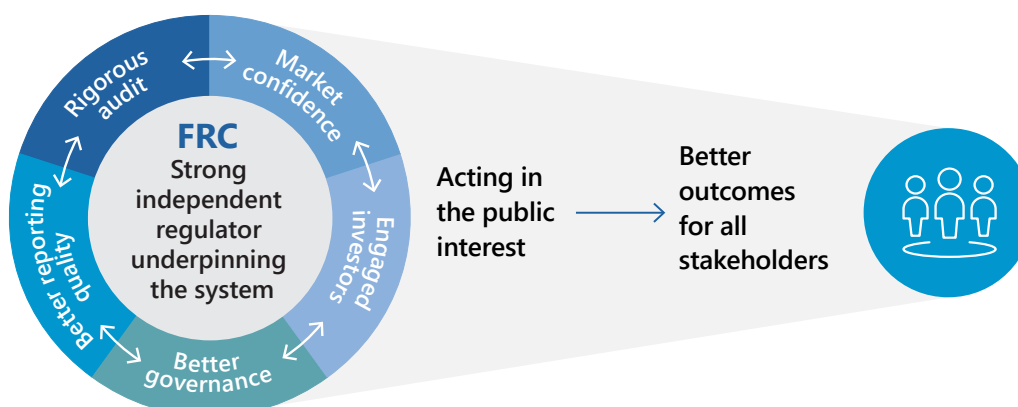 Rigorous
audit
Market
confidence
Engaged
investors
Better
governance
Better reporting
quality
FRC
Strong
independent
regulator
underpinning
the system
Acting in
the public
interest
Better
outcomes
for all
stakeholders